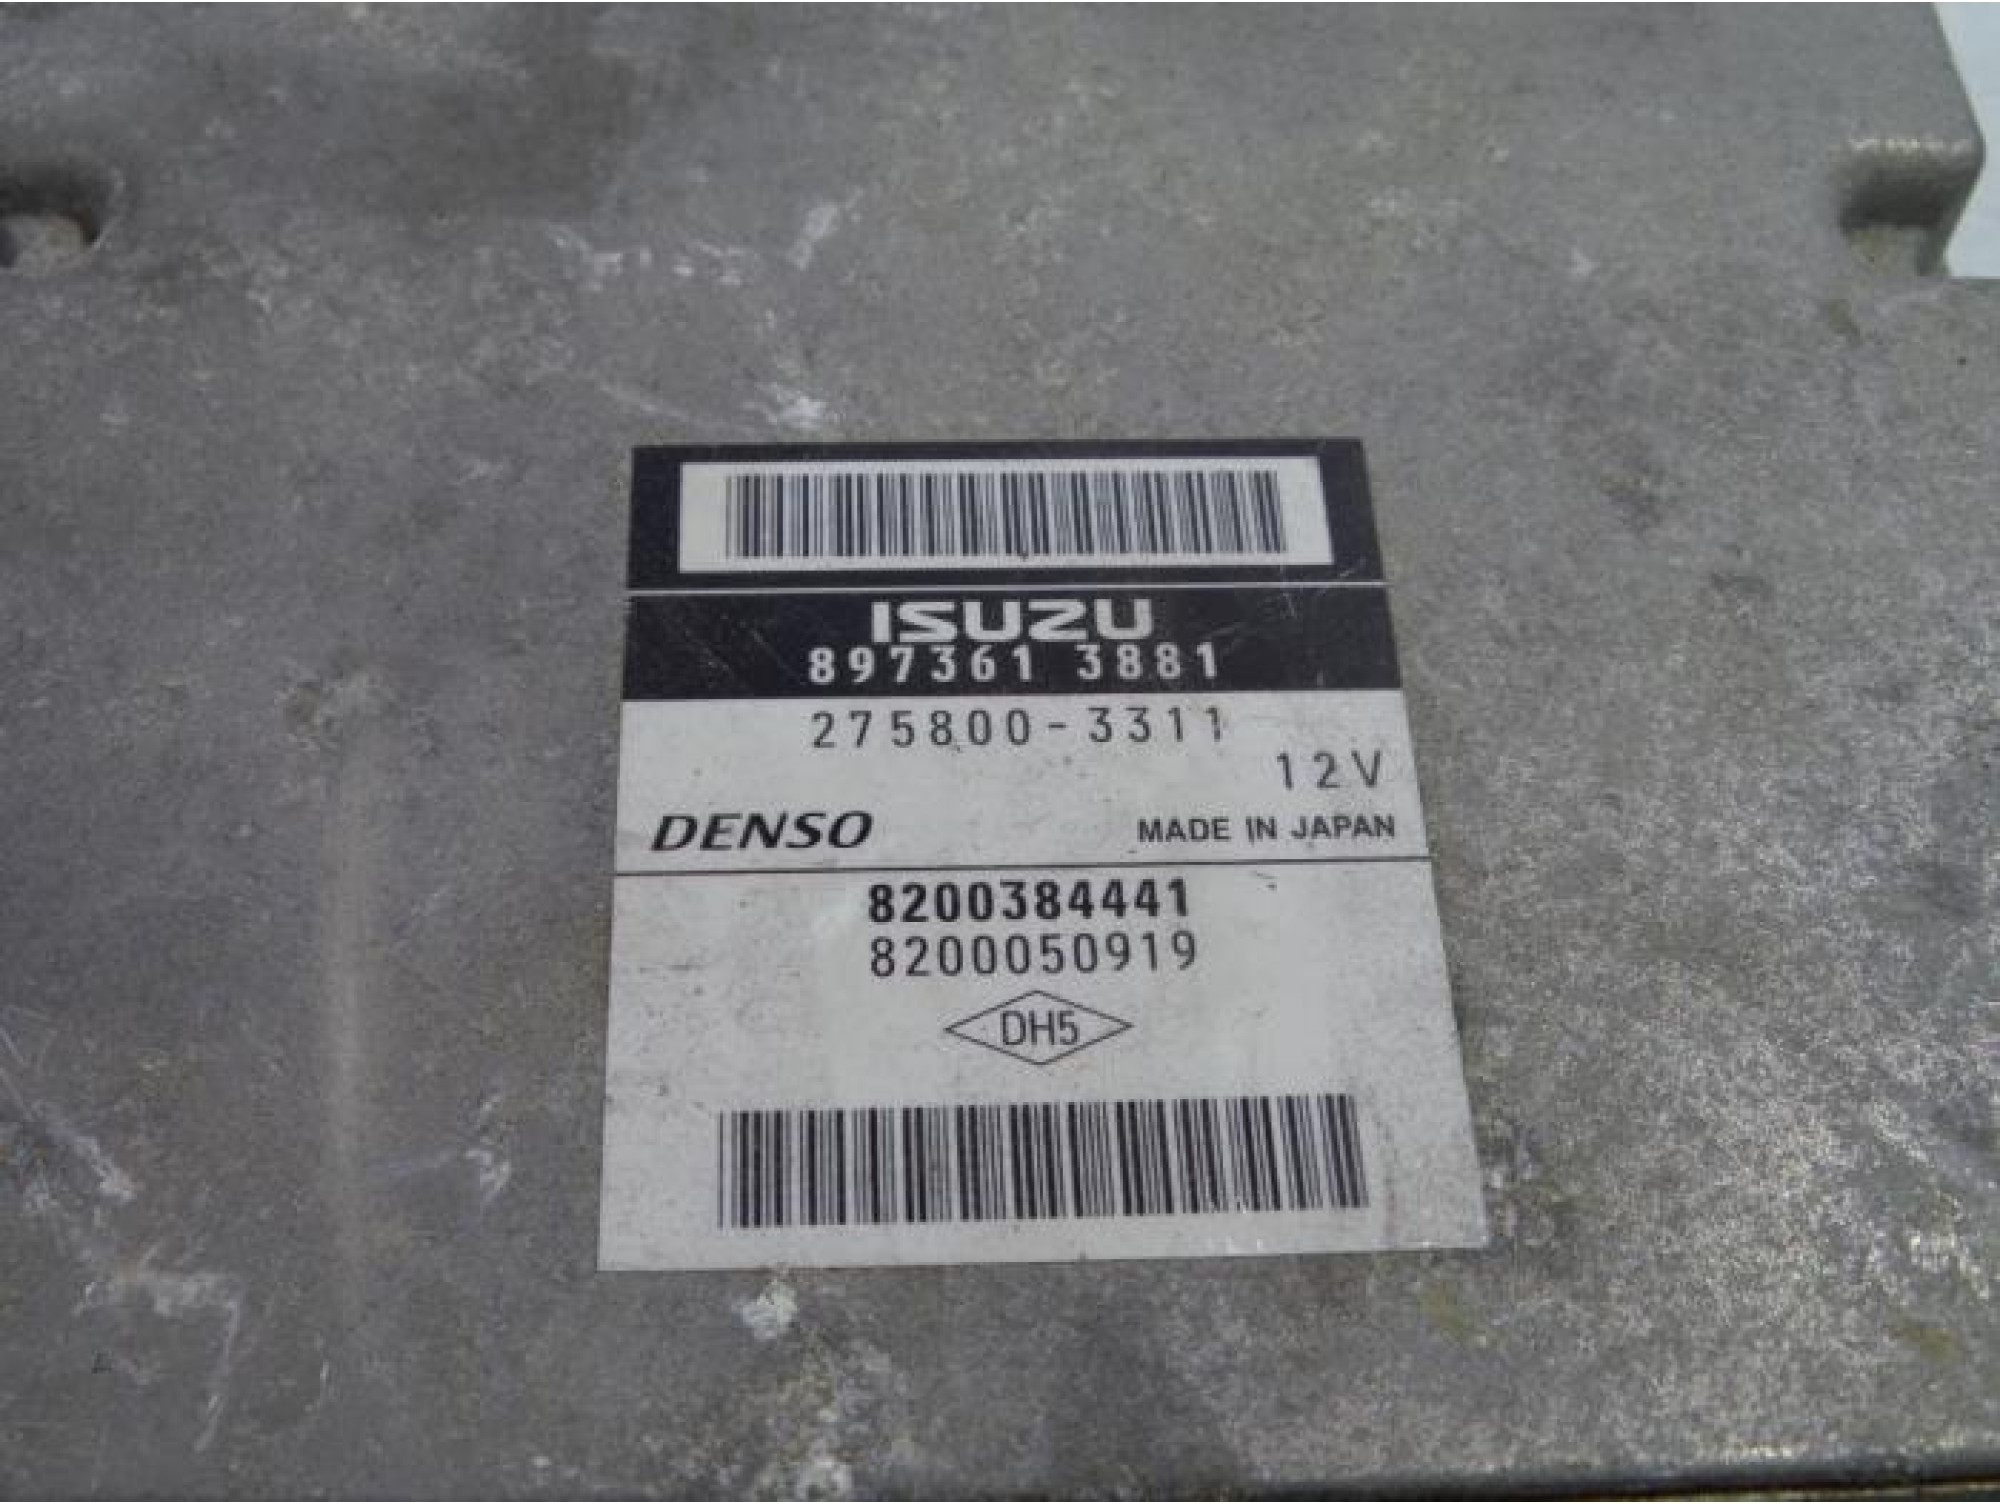 ISUZU
897361 3881
275800-3311
12V
DENSO MADE IN JAPAN
8200384441
8200050919
DH5